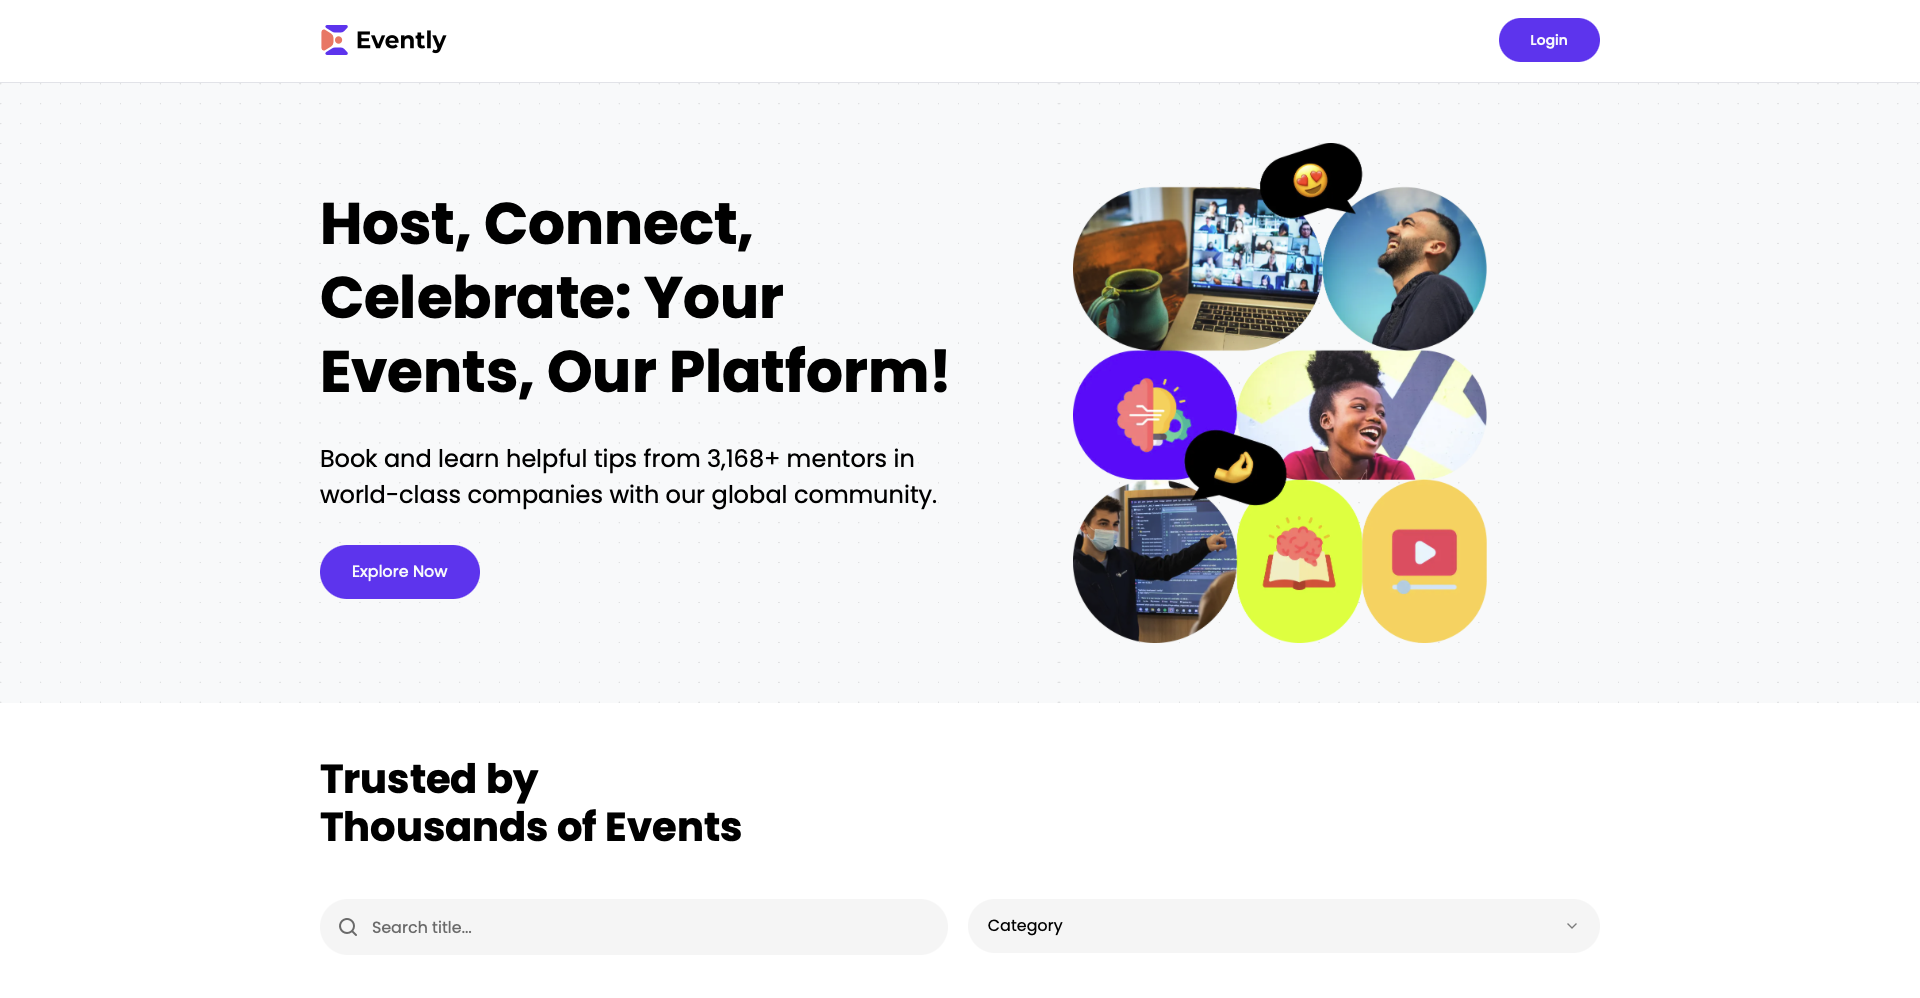 Evently
Login
Host, Connect,
Celebrate: Your
Events, Our Platform!
Book and learn helpful tips from 3,168+ mentors in
world-class companies with our global community.
Explore Now
Trusted by
Thousands of Events
Search title...
Category